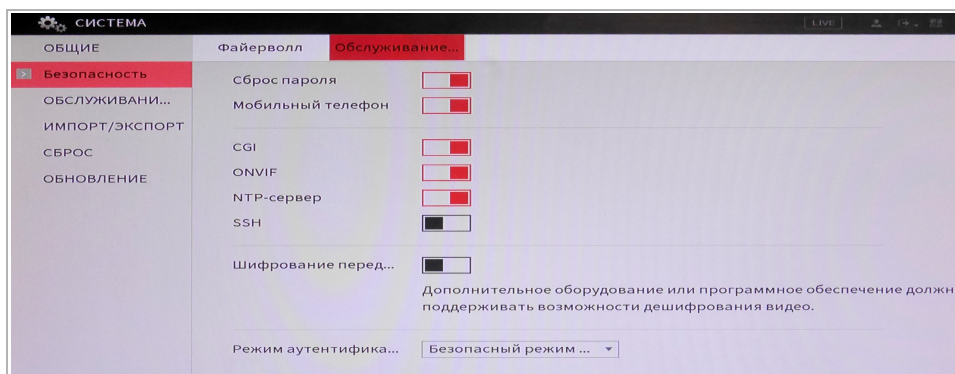 СИСТЕМА
LIVE
ОБЩИЕ
Файерволл
Обслуживание...
Безопасность
Сброс пароля
ОБСЛУЖИВАНИ...
Мобильный телефон
ИМПОРТ/ЭКСПОРТ
СБРОС
CGI
ONVIF
ОБНОВЛЕНИЕ
NTP-сервер
SSH
Шифрование перед...
Дополнительное оборудование или программное обеспечение должн
поддерживать возможности дешифрования видео.
Режим аутентифика...
Безопасный режим ...